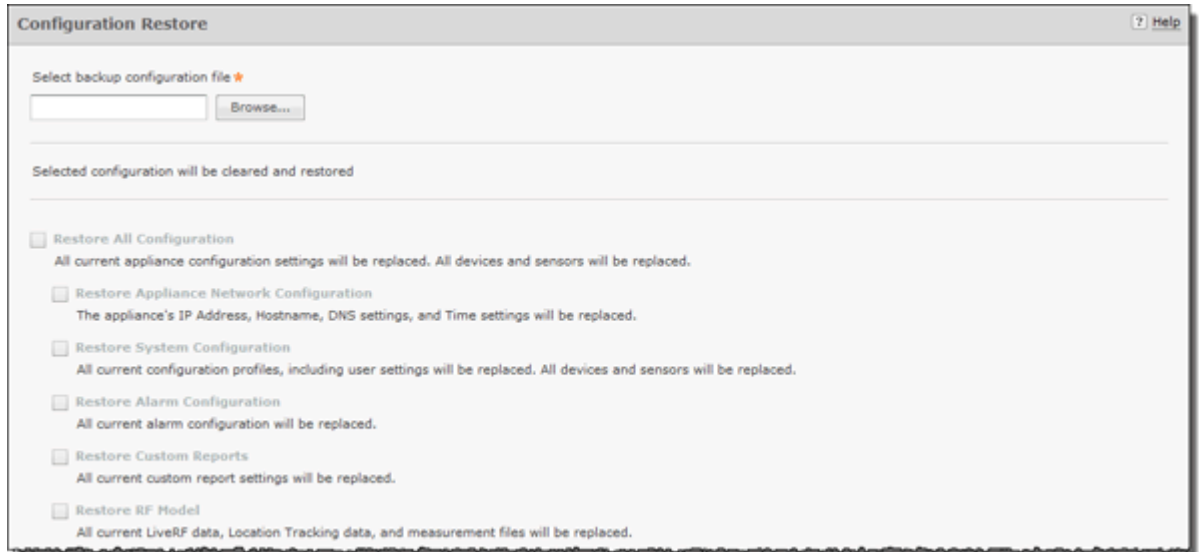 Configuration Restore
? Help
Select backup configuration file*
Browse...
Selected configuration will be cleared and restored
Restore All Configuration
All current appliance configuration settings will be replaced. All devices and sensors will be replaced.
Restore Appliance Network Configuration
The appliance's IP Address, Hostname, DNS settings, and Time settings will be replaced.
Restore System Configuration
All current configuration profiles, including user settings will be replaced. All devices and sensors will be replaced.
Restore Alarm Configuration
All current alarm configuration will be replaced.
Restore Custom Reports
All current custom report settings will be replaced.
Restore RF Model
All current LiveRF data, Location Tracking data, and measurement files will be replaced.